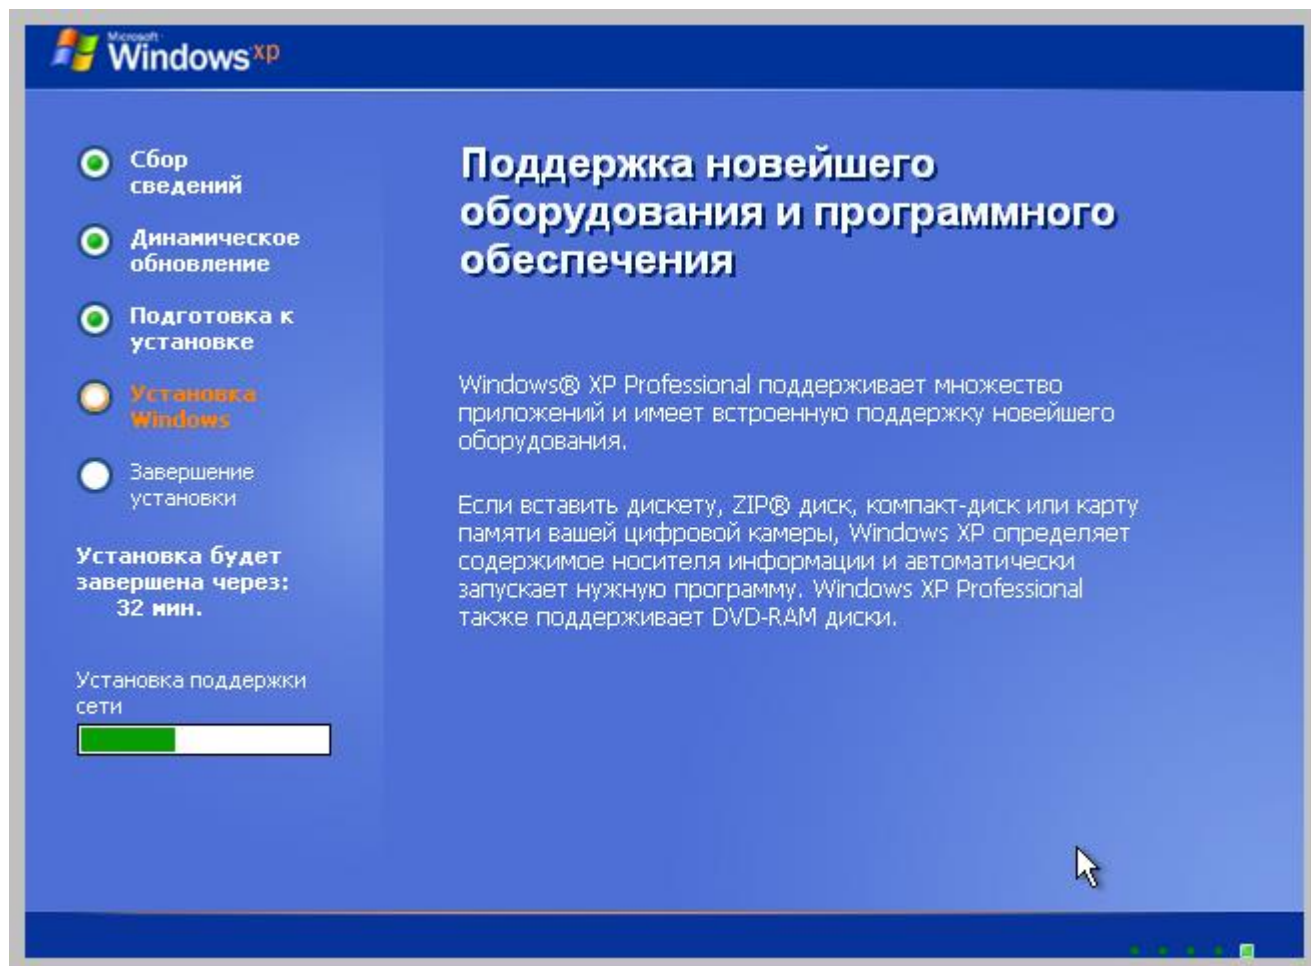 Microsoft
Windows xp
Сбор
сведений
Динамическое
обновление
Подготовка к
установке
Установка
Windows
Завершение
установки
Установка будет
завершена через:
32 мин.
Установка поддержки
сети
Поддержка новейшего
оборудования и программного
обеспечения
Windows® XP Professional поддерживает множество
приложений и имеет встроенную поддержку новейшего
оборудования.
Если вставить дискету, ZIP® диск, компакт-диск или карту
памяти вашей цифровой камеры, Windows XP определяет
содержимое носителя информации и автоматически
запускает нужную программу. Windows XP Professional
также поддерживает DVD-RAM диски.